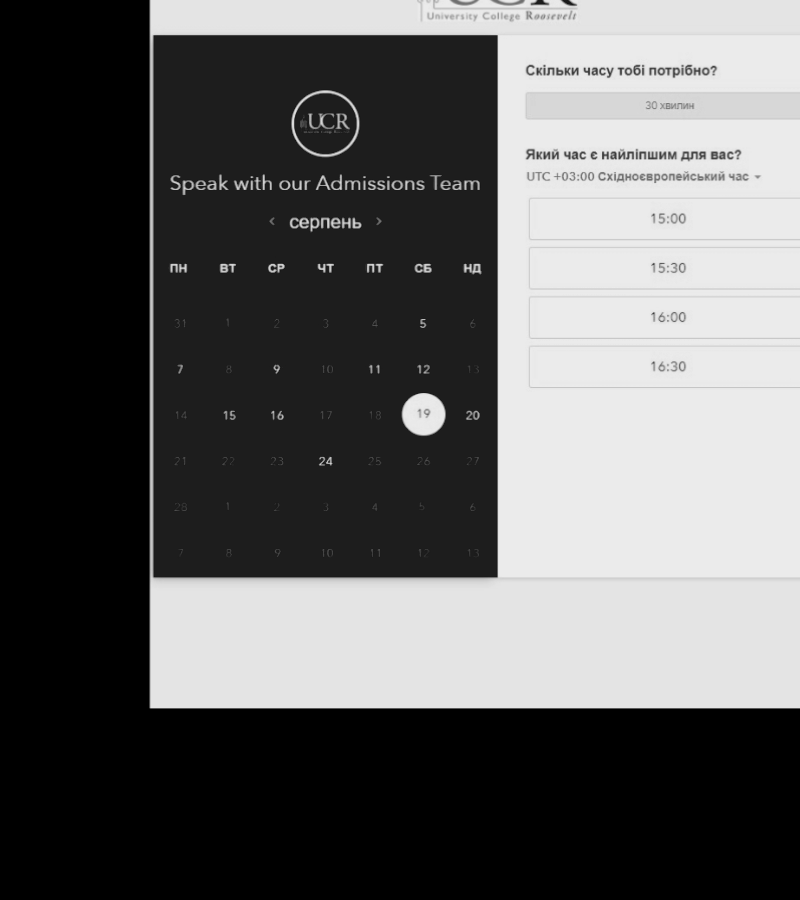 UCR
University College Roosevelt
UCR
Speak with our Admissions Team
‹ серпень ›
ПН ВТ СР ЧТ ПТ СБ НД
31 1 2 3 4 5 6
7 8 9 10 11 12 13
14 15 16 17 18 19 20
21 22 23 24 25 26 27
28 1 2 3 4 5 6
7 8 9 10 11 12 13
Скільки часу тобі потрібно?
30 хвилин
Який час є найліпшим для вас?
UTC +03:00 Східноєвропейський час
15:00
15:30
16:00
16:30